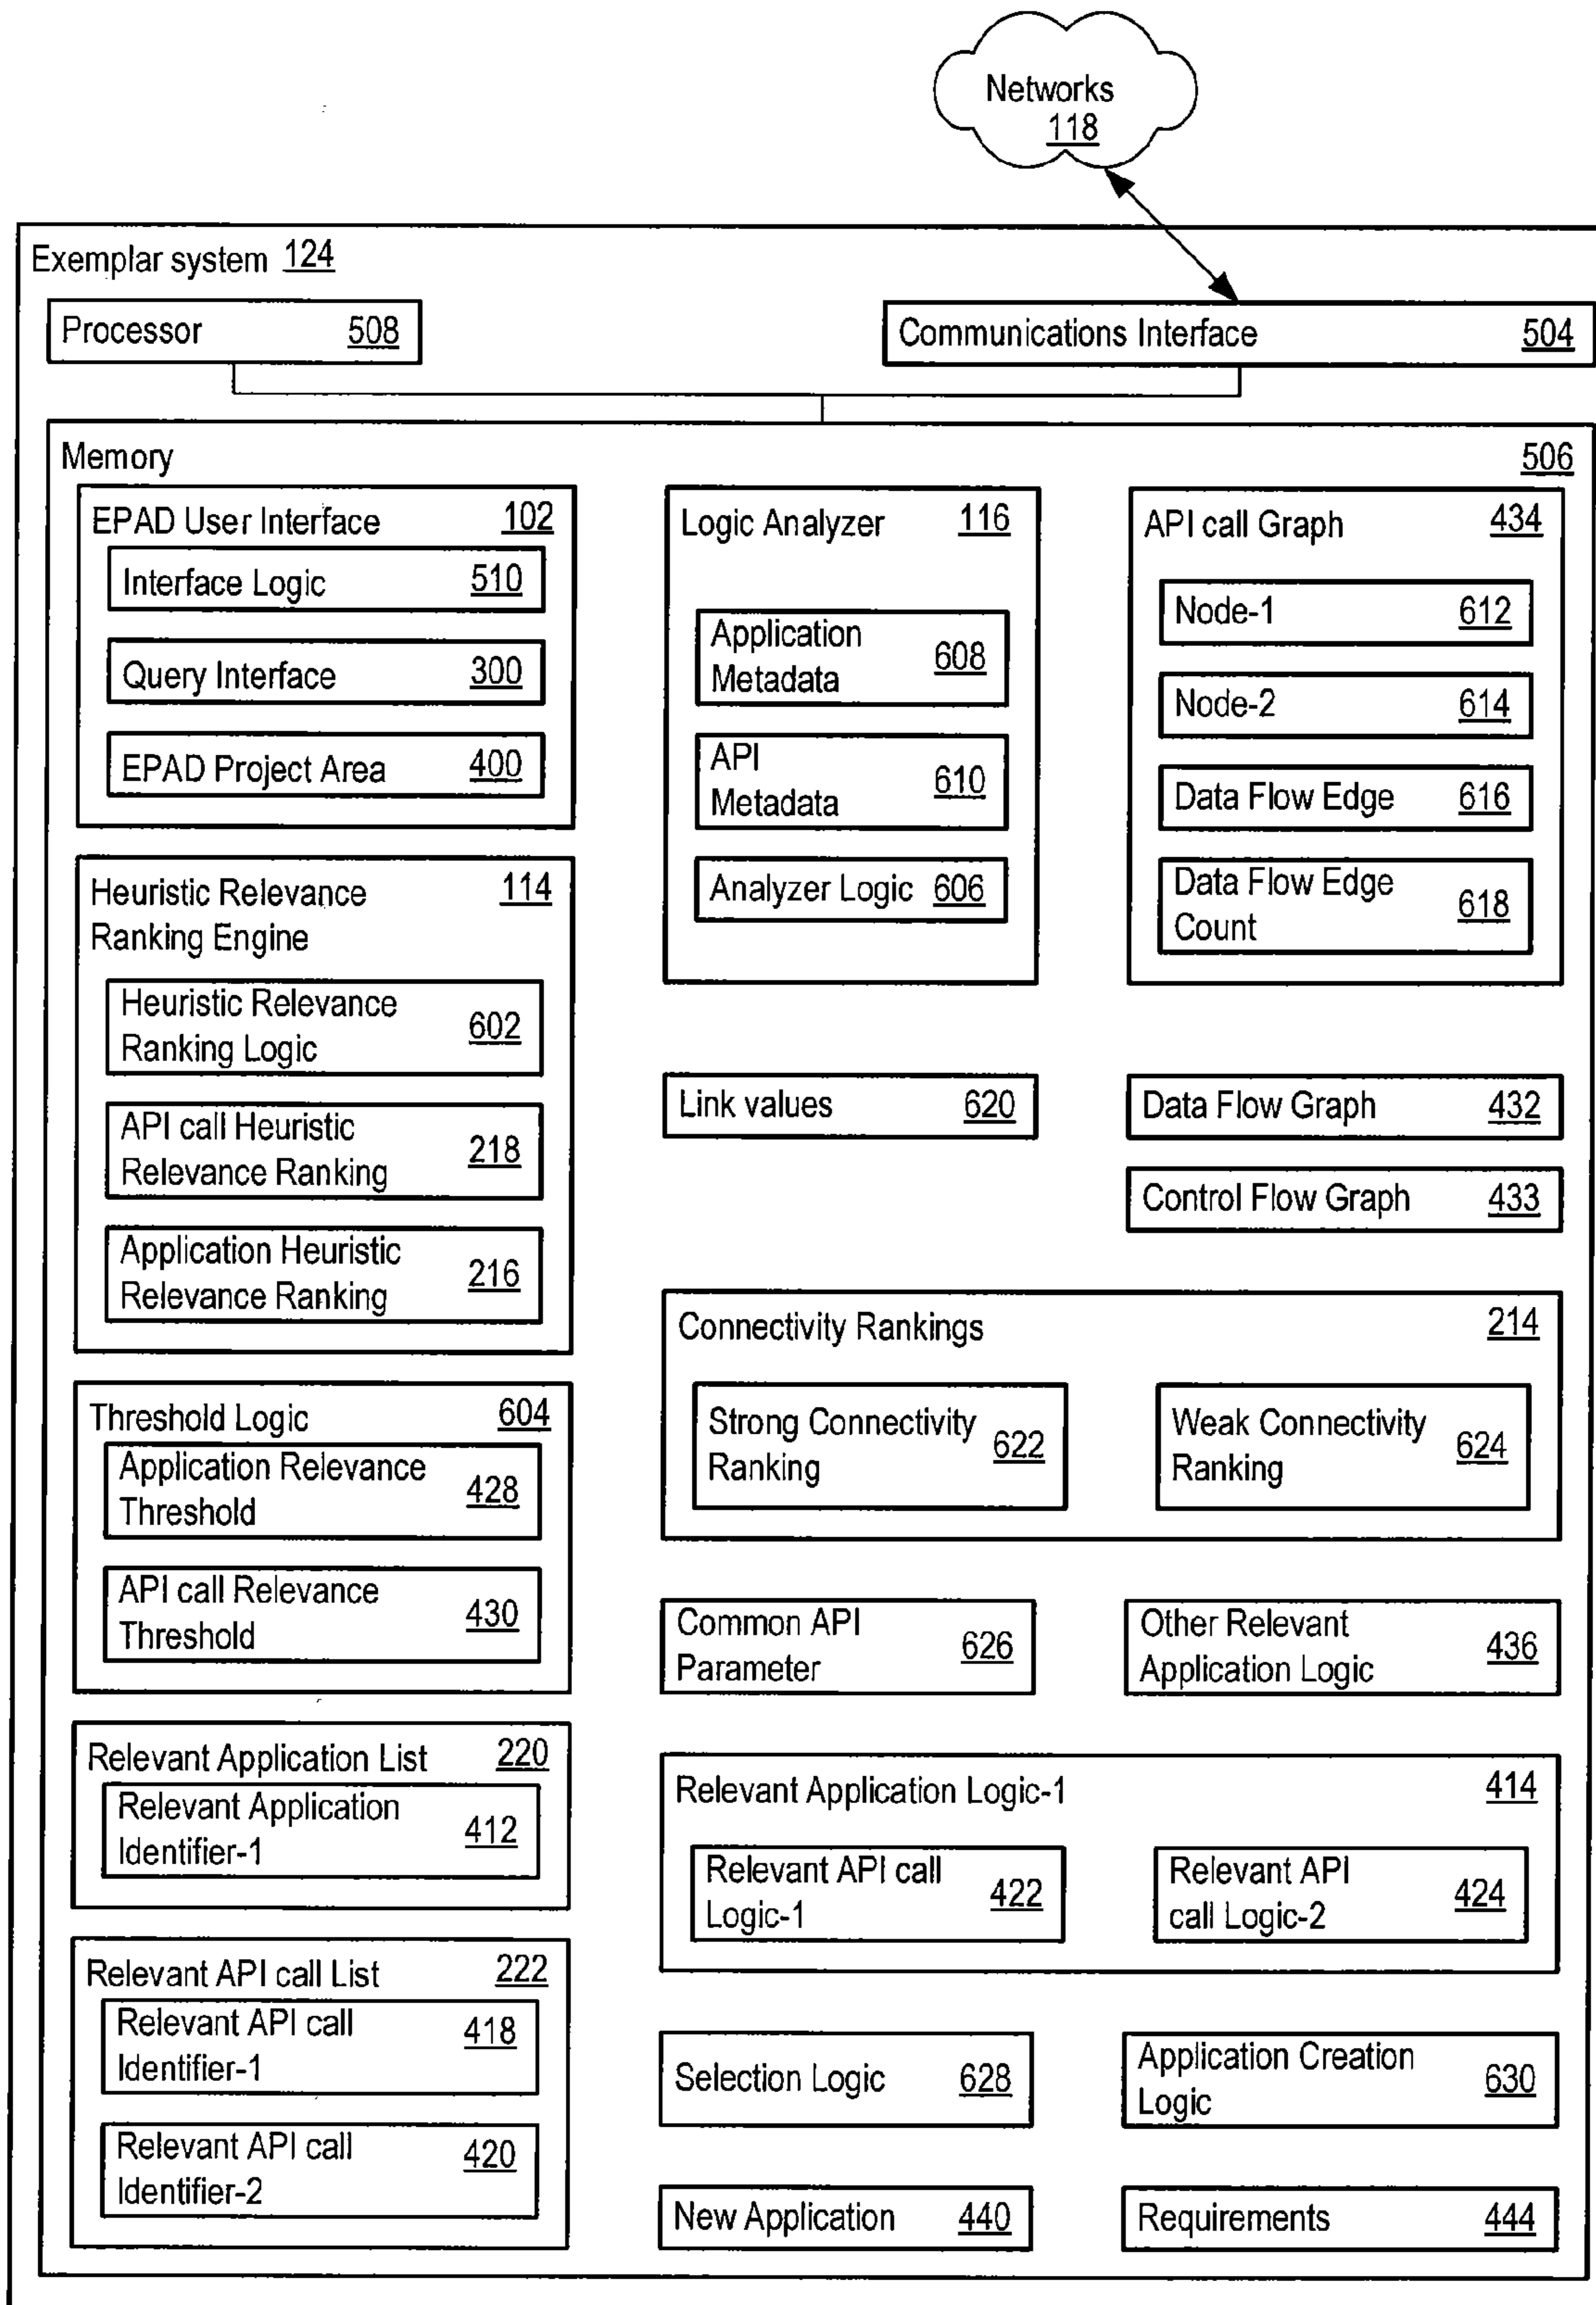 Networks
118
Exemplar system 124
Processor 508
Communications Interface 504
Memory 506
EPAD User Interface 102
Interface Logic 510
Query Interface 300
EPAD Project Area 400
Heuristic Relevance 114
Ranking Engine
Heuristic Relevance
Ranking Logic 602
API call Heuristic
Relevance Ranking 218
Application Heuristic
Relevance Ranking 216
Threshold Logic 604
Application Relevance
Threshold 428
API call Relevance
Threshold 430
Relevant Application List 220
Relevant Application
Identifier-1 412
Relevant API call List 222
Relevant API call
Identifier-1 418
Relevant API call
Identifier-2 420
Logic Analyzer 116
Application
Metadata 608
API
Metadata 610
Analyzer Logic 606
API call Graph 434
Node-1 612
Node-2 614
Data Flow Edge 616
Data Flow Edge
Count 618
Link values 620
Data Flow Graph 432
Control Flow Graph 433
Connectivity Rankings 214
Strong Connectivity
Ranking 622
Weak Connectivity
Ranking 624
Common API
Parameter 626
Other Relevant
Application Logic 436
Relevant Application Logic-1 414
Relevant API call
Logic-1 422
Relevant API
call Logic-2 424
Selection Logic 628
Application Creation
Logic 630
New Application 440
Requirements 444